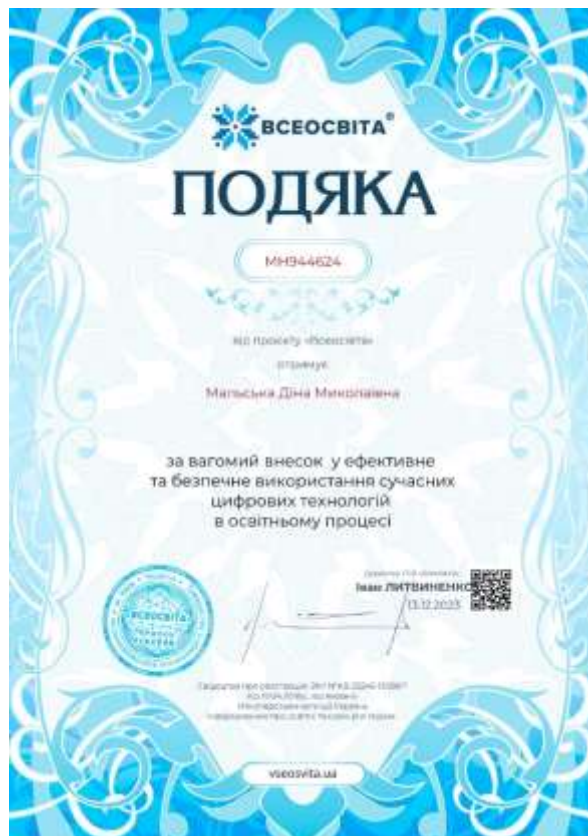 ВСЕОСВІТА®
ПОДЯКА
МН944624
від проєкту «Всеосвіта»
отримує
Мальська Діна Миколаївна
за вагомий внесок у ефективне
та безпечне використання сучасних
цифрових технологій
в освітньому процесі
Іван ЛИТВИНЕНКО
13.12.2023
ВСЕОСВІТА
vseosvita.ua